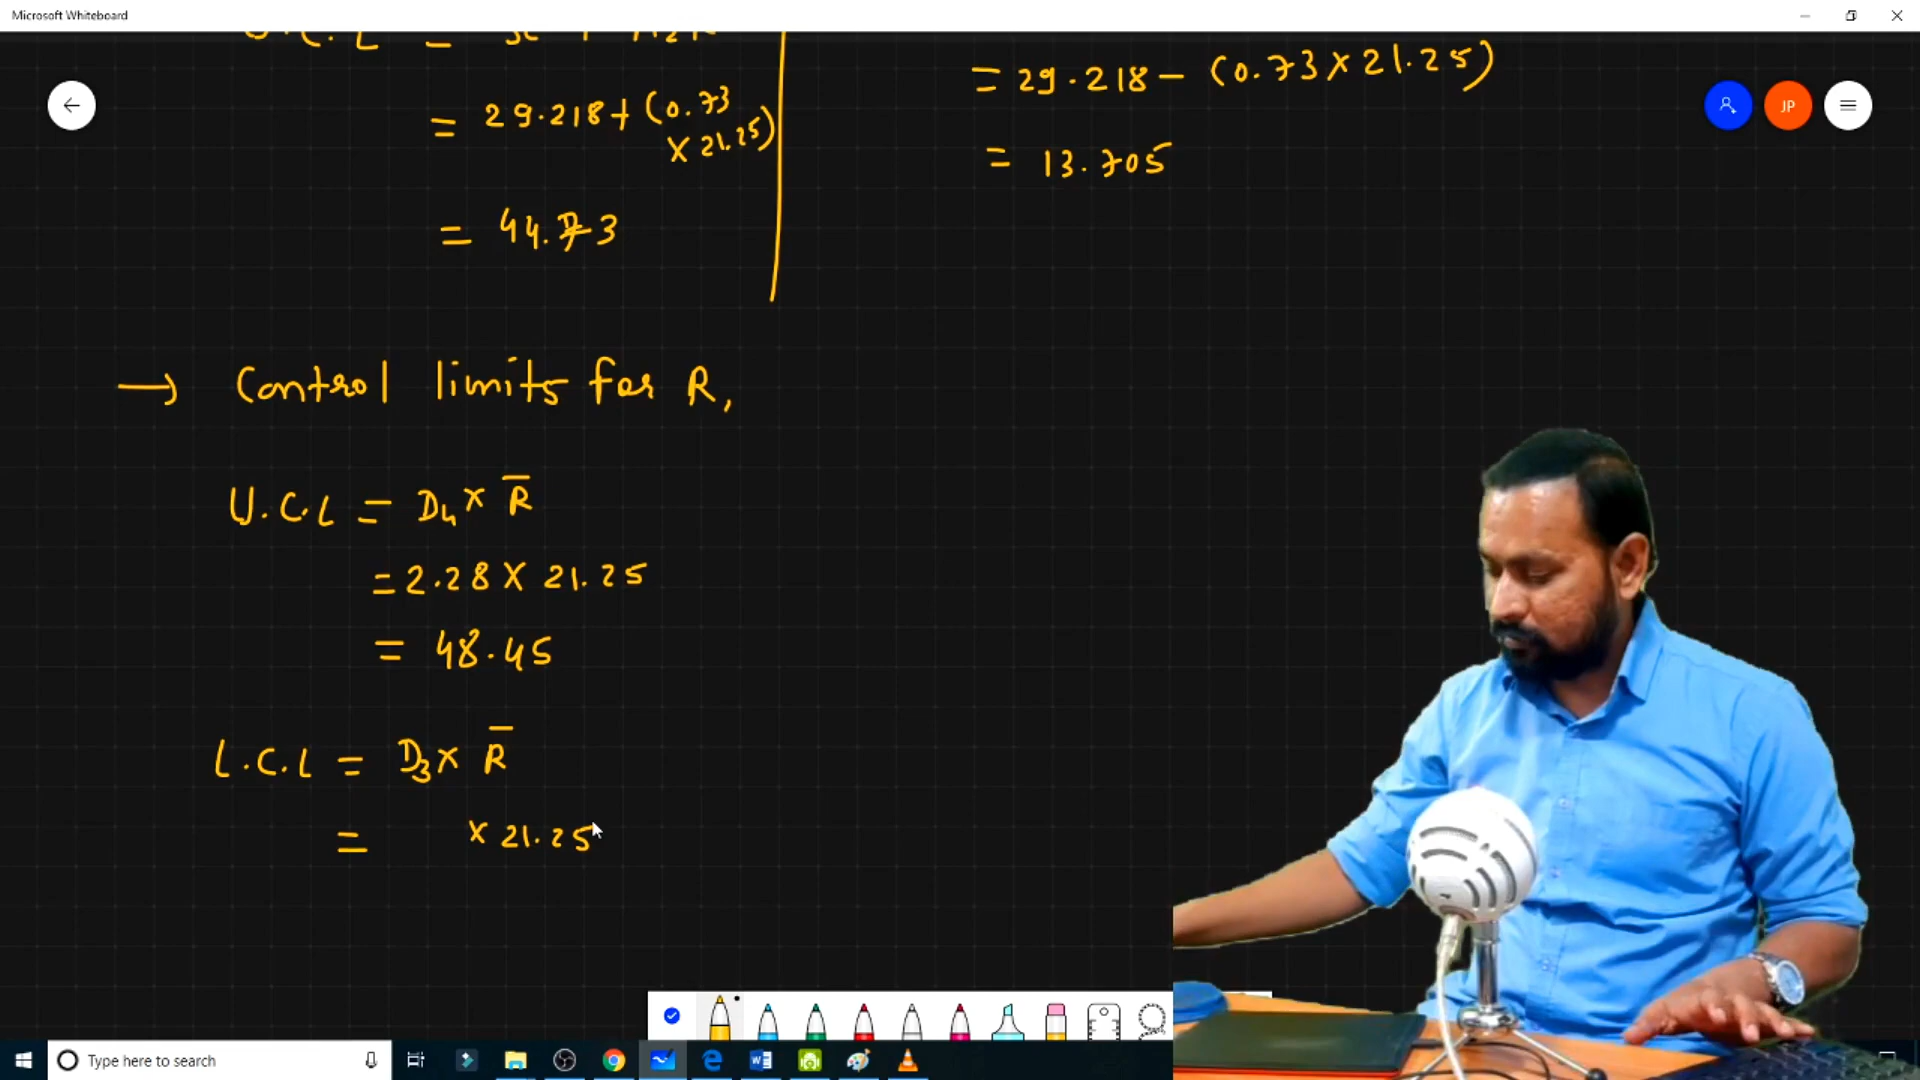 Microsoft Whiteboard
= 29.218 + (0.73
× 21.25)
= 44.73
= 29.218 - (0.73 × 21.25)
= 13.705
JP
→ Control limits for R,
U.C.L = D₄ × R̅
= 2.28 × 21.25
= 48.45
L.C.L = D₃ × R̅
= × 21.25
Type here to search